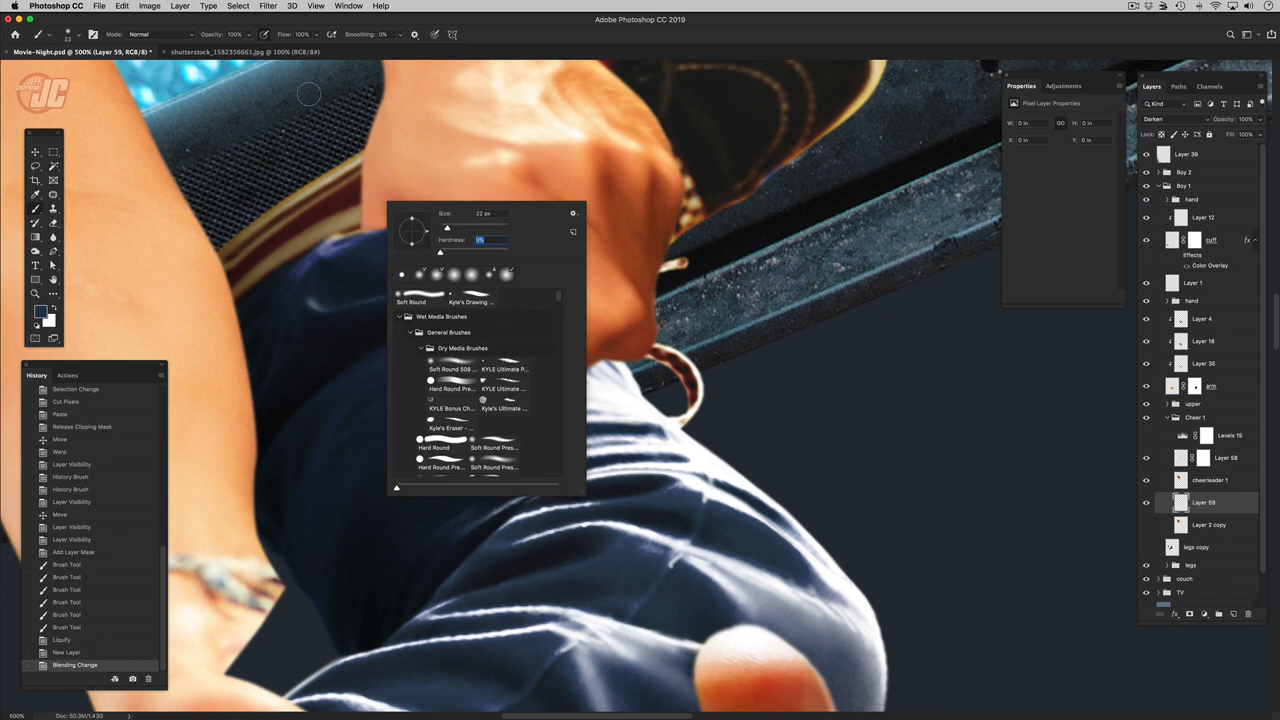 Photoshop CC File Edit Image Layer Type Select Filter 3D View Window Help
Adobe Photoshop CC 2019
22 Mode: Normal Opacity: 100% Flow: 100% Smoothing: 0%
Movie-Night.psd @ 500% (Layer 59, RGB/8) * shutterstock_1582356661.jpg @ 100% (RGB/8#)
JC
Properties Adjustments
Pixel Layer Properties
W: 0 in H: 0 in
X: 0 in Y: 0 in
Layers Paths Channels
Kind
Darken Opacity: 100%
Lock: Fill: 100%
Layer 39
Boy 2
Boy 1
hand
Layer 12
cuff fx
Effects
Color Overlay
Layer 1
hand
Layer 4
Layer 18
Layer 35
arm
upper
Cheer 1
Levels 15
Layer 58
cheerleader 1
Layer 59
Layer 2 copy
legs copy
legs
couch
TV
Size: 22 px
Hardness: 0%
Soft Round Kyle's Drawing ...
Wet Media Brushes
General Brushes
Dry Media Brushes
Soft Round 508 ... KYLE Ultimate P...
Hard Round Pre... KYLE Ultimate ...
KYLE Bonus Ch... Kyle's Ultimate ...
Kyle's Eraser - ...
Hard Round Soft Round Pres...
Hard Round Pre... Soft Round Pres...
History Actions
Selection Change
Cut Pixels
Paste
Release Clipping Mask
Move
Warp
Layer Visibility
History Brush
History Brush
Layer Visibility
Move
Layer Visibility
Layer Visibility
Add Layer Mask
Brush Tool
Brush Tool
Brush Tool
Brush Tool
Brush Tool
Brush Tool
Liquify
New Layer
Blending Change
500% Doc: 50.3M/1.43G